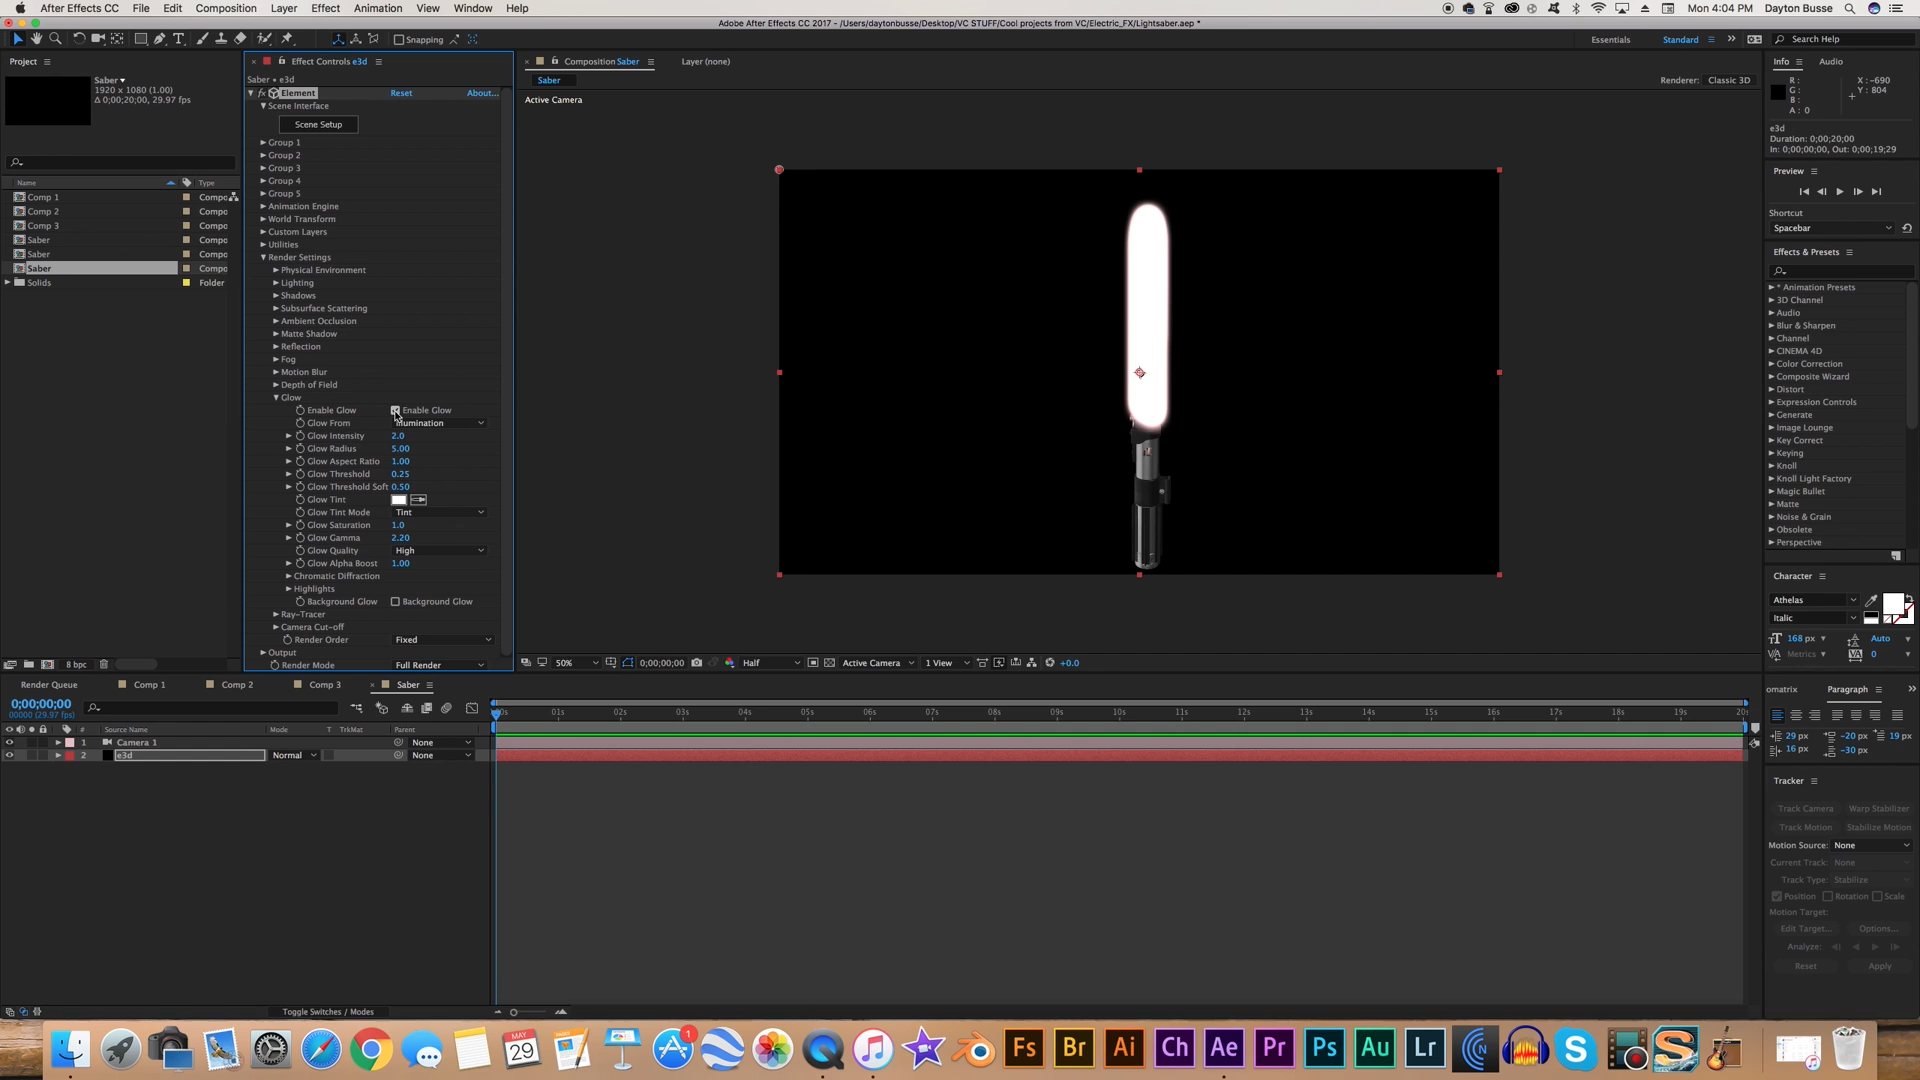 After Effects CC File Edit Composition Layer Effect Animation View Window Help Mon 4:04 PM Dayton Busse
Adobe After Effects CC 2017 - /Users/daytonbusse/Desktop/VC STUFF/Cool projects from VC/Electric_FX/Lightsaber.aep *
Snapping Essentials Standard Search Help
Project
Saber
1920 x 1080 (1.00)
Δ 0;00;20;00, 29.97 fps)
Name Type
Comp 1 Compo
Comp 2 Compo
Comp 3 Compo
Saber Compo
Saber Compo
Saber Compo
Solids Folder
8 bpc
Effect Controls e3d
Saber • e3d
fx Element Reset About...
Scene Interface
Scene Setup
Group 1
Group 2
Group 3
Group 4
Group 5
Animation Engine
World Transform
Custom Layers
Utilities
Render Settings
Physical Environment
Lighting
Shadows
Subsurface Scattering
Ambient Occlusion
Matte Shadow
Reflection
Fog
Motion Blur
Depth of Field
Glow
Enable Glow Enable Glow
Glow From
Glow Intensity 2.0
Glow Radius 5.00
Glow Aspect Ratio 1.00
Glow Threshold 0.25
Glow Threshold Soft 0.50
Glow Tint
Glow Tint Mode Tint
Glow Saturation 1.0
Glow Gamma 2.20
Glow Quality High
Glow Alpha Boost 1.00
Chromatic Diffraction
Highlights
Background Glow Background Glow
Ray-Tracer
Camera Cut-off
Render Order Fixed
Output
Render Mode Full Render
Composition Saber Layer (none)
Saber Renderer: Classic 3D
Active Camera
50% 0;00;00;00 Half Active Camera 1 View +0.0
Info Audio
R : X : -690
G : Y : 804
B :
A : 0
e3d
Duration: 0;00;20;00
In: 0;00;00;00, Out: 0;00;19;29
Preview
Shortcut
Spacebar
Effects & Presets
* Animation Presets
3D Channel
Audio
Blur & Sharpen
Channel
CINEMA 4D
Color Correction
Composite Wizard
Distort
Expression Controls
Generate
Image Lounge
Key Correct
Keying
Knoll
Knoll Light Factory
Magic Bullet
Matte
Noise & Grain
Obsolete
Perspective
Character
Athelas
Italic
168 px Auto
Metrics 0
omatrix Paragraph
29 px -20 px 19 px
16 px -30 px
Tracker
Track Camera Warp Stabilizer
Track Motion Stabilize Motion
Motion Source: None
Current Track: None
Track Type: Stabilize
Position Rotation Scale
Motion Target:
Edit Target... Options...
Analyze:
Reset Apply
Render Queue Comp 1 Comp 2 Comp 3 Saber
0;00;00;00
00000 (29.97 fps)
01s 02s 03s 04s 05s 06s 07s 08s 09s 10s 11s 12s 13s 14s 15s 16s 17s 18s 19s 20s
# Source Name Mode T TrkMat Parent
1 Camera 1 None
2 e3d Normal None
Toggle Switches / Modes
MAY 29 1 Fs Br Ai Ch Ae Pr Ps Au Lr